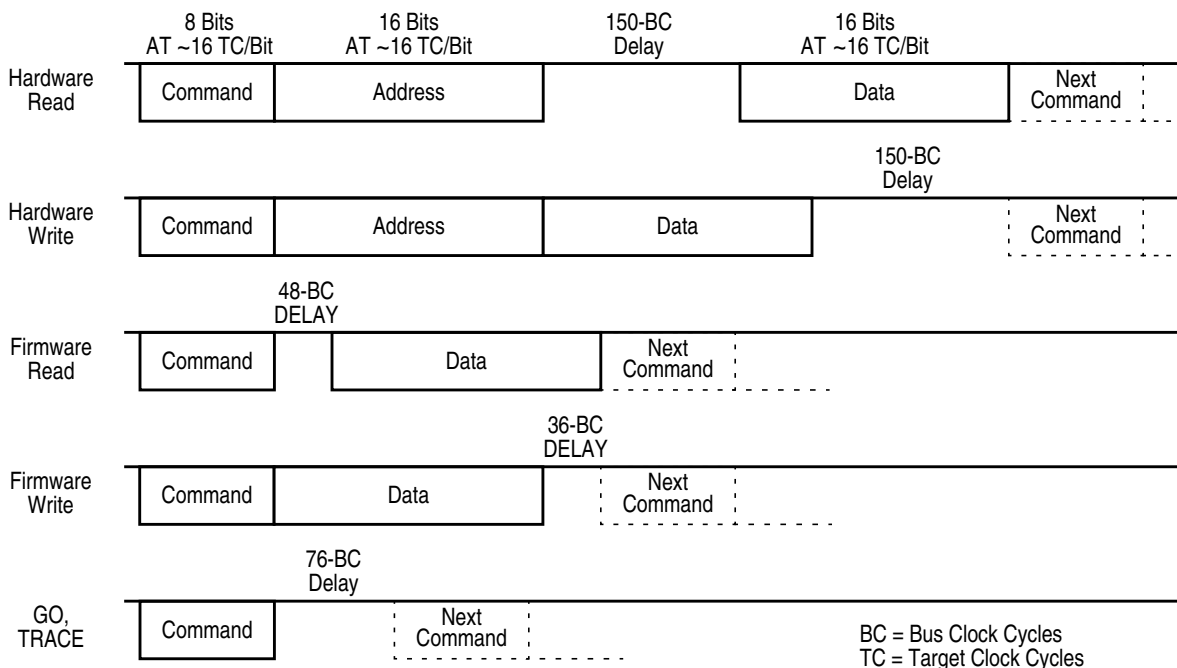 8 Bits
AT ~16 TC/Bit
16 Bits
AT ~16 TC/Bit
150-BC
Delay
16 Bits
AT ~16 TC/Bit
Hardware
Read
Command
Address
Data
Next
Command
150-BC
Delay
Hardware
Write
Command
Address
Data
Next
Command
48-BC
DELAY
Firmware
Read
Command
Data
Next
Command
36-BC
DELAY
Firmware
Write
Command
Data
Next
Command
76-BC
Delay
GO,
TRACE
Command
Next
Command
BC = Bus Clock Cycles
TC = Target Clock Cycles